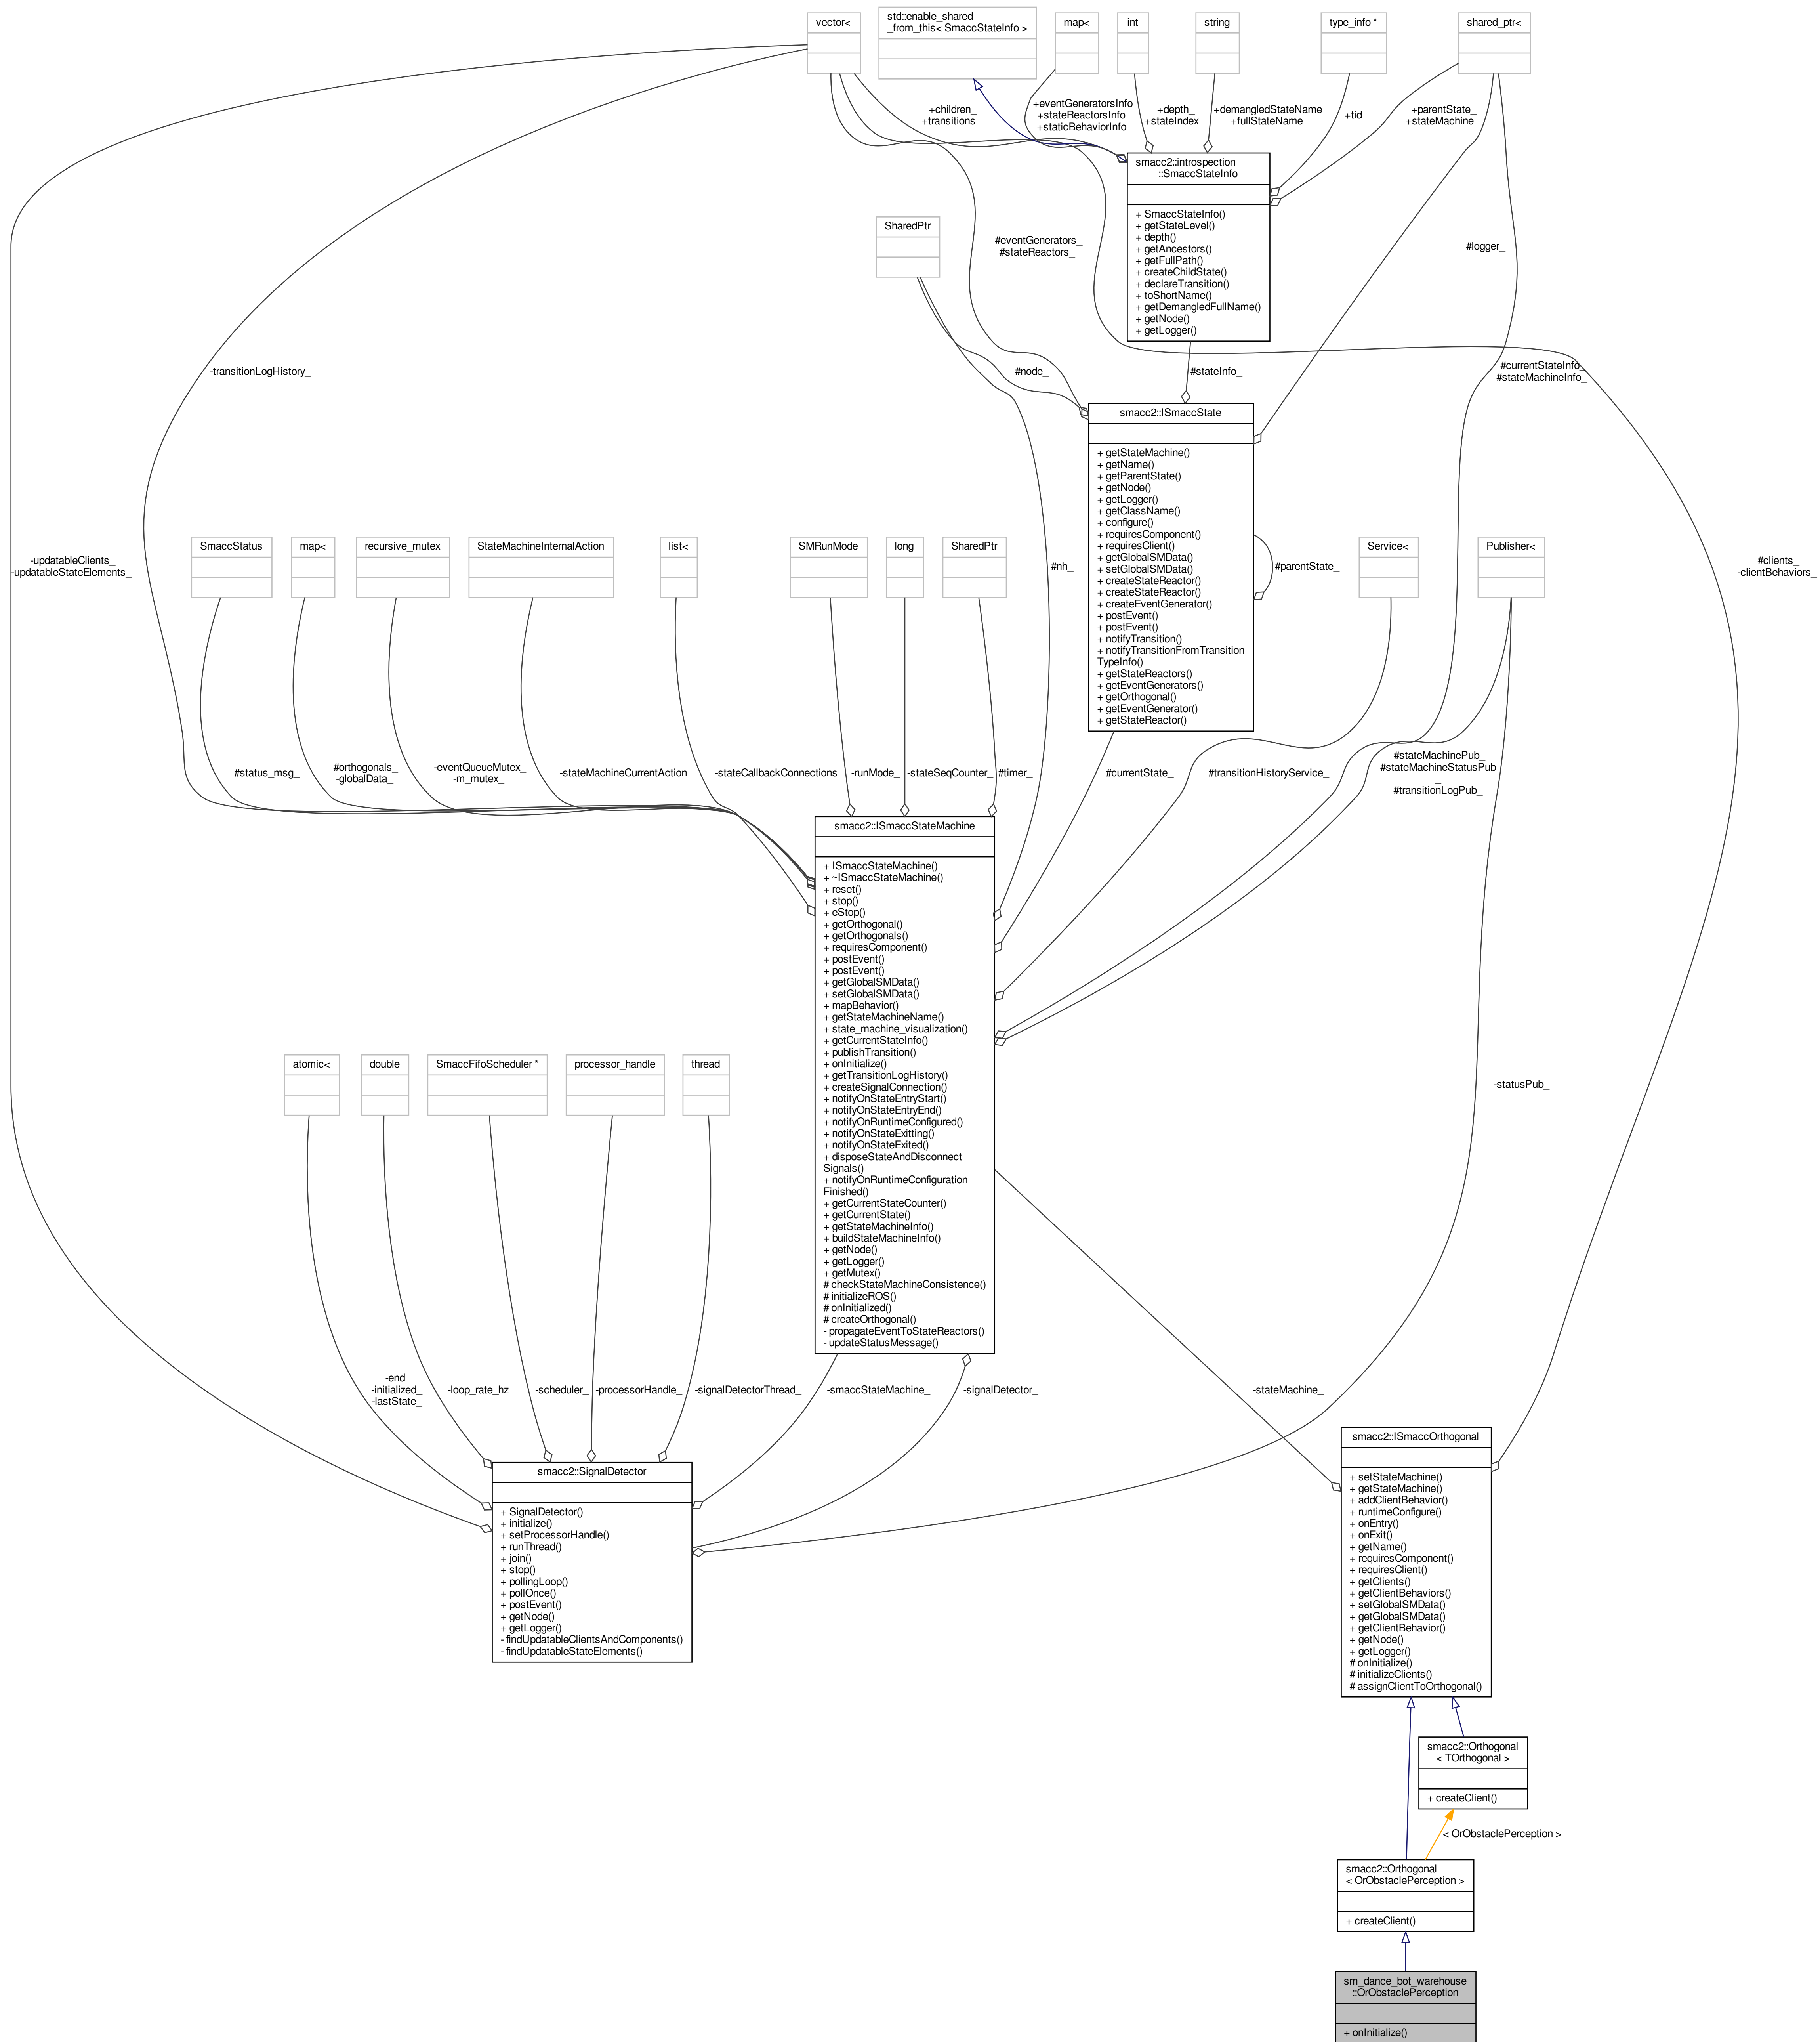 vector<
std::enable_shared
_from_this< SmaccStateInfo >
map<
int
string
type_info *
shared_ptr<
+children_
+transitions_
+eventGeneratorsInfo
+stateReactorsInfo
+staticBehaviorInfo
+depth_
+stateIndex_
+demangledStateName
+fullStateName
+tid_
+parentState_
+stateMachine_
smacc2::introspection
::SmaccStateInfo
+ SmaccStateInfo()
+ getStateLevel()
+ depth()
+ getAncestors()
+ getFullPath()
+ createChildState()
+ declareTransition()
+ toShortName()
+ getDemangledFullName()
+ getNode()
+ getLogger()
SharedPtr
#eventGenerators_
#stateReactors_
#logger_
-transitionLogHistory_
#node_
#stateInfo_
#currentStateInfo_
#stateMachineInfo_
smacc2::ISmaccState
+ getStateMachine()
+ getName()
+ getParentState()
+ getNode()
+ getLogger()
+ getClassName()
+ configure()
+ requiresComponent()
+ requiresClient()
+ getGlobalSMData()
+ setGlobalSMData()
+ createStateReactor()
+ createStateReactor()
+ createEventGenerator()
+ postEvent()
+ postEvent()
+ notifyTransition()
+ notifyTransitionFromTransition
TypeInfo()
+ getStateReactors()
+ getEventGenerators()
+ getOrthogonal()
+ getEventGenerator()
+ getStateReactor()
#parentState_
-updatableClients_
-updatableStateElements_
SmaccStatus
map<
recursive_mutex
StateMachineInternalAction
list<
SMRunMode
long
SharedPtr
#nh_
Service<
Publisher<
#clients_
-clientBehaviors_
#status_msg_
#orthogonals_
-globalData_
-eventQueueMutex_
-m_mutex_
-stateMachineCurrentAction
-stateCallbackConnections
-runMode_
-stateSeqCounter_
#timer_
#currentState_
#transitionHistoryService_
#stateMachinePub_
#stateMachineStatusPub
_
#transitionLogPub_
smacc2::ISmaccStateMachine
+ ISmaccStateMachine()
+ ~ISmaccStateMachine()
+ reset()
+ stop()
+ eStop()
+ getOrthogonal()
+ getOrthogonals()
+ requiresComponent()
+ postEvent()
+ postEvent()
+ getGlobalSMData()
+ setGlobalSMData()
+ mapBehavior()
+ getStateMachineName()
+ state_machine_visualization()
+ getCurrentStateInfo()
+ publishTransition()
+ onInitialize()
+ getTransitionLogHistory()
+ createSignalConnection()
+ notifyOnStateEntryStart()
+ notifyOnStateEntryEnd()
+ notifyOnRuntimeConfigured()
+ notifyOnStateExitting()
+ notifyOnStateExited()
+ disposeStateAndDisconnect
Signals()
+ notifyOnRuntimeConfiguration
Finished()
+ getCurrentStateCounter()
+ getCurrentState()
+ getStateMachineInfo()
+ buildStateMachineInfo()
+ getNode()
+ getLogger()
+ getMutex()
# checkStateMachineConsistence()
# initializeROS()
# onInitialized()
# createOrthogonal()
- propagateEventToStateReactors()
- updateStatusMessage()
atomic<
double
SmaccFifoScheduler *
processor_handle
thread
-statusPub_
-end_
-initialized_
-lastState_
-loop_rate_hz
-scheduler_
-processorHandle_
-signalDetectorThread_
-smaccStateMachine_
-signalDetector_
-stateMachine_
smacc2::SignalDetector
+ SignalDetector()
+ initialize()
+ setProcessorHandle()
+ runThread()
+ join()
+ stop()
+ pollingLoop()
+ pollOnce()
+ postEvent()
+ getNode()
+ getLogger()
- findUpdatableClientsAndComponents()
- findUpdatableStateElements()
smacc2::ISmaccOrthogonal
+ setStateMachine()
+ getStateMachine()
+ addClientBehavior()
+ runtimeConfigure()
+ onEntry()
+ onExit()
+ getName()
+ requiresComponent()
+ requiresClient()
+ getClients()
+ getClientBehaviors()
+ setGlobalSMData()
+ getGlobalSMData()
+ getClientBehavior()
+ getNode()
+ getLogger()
# onInitialize()
# initializeClients()
# assignClientToOrthogonal()
smacc2::Orthogonal
< TOrthogonal >
+ createClient()
< OrObstaclePerception >
smacc2::Orthogonal
< OrObstaclePerception >
+ createClient()
sm_dance_bot_warehouse
::OrObstaclePerception
+ onInitialize()